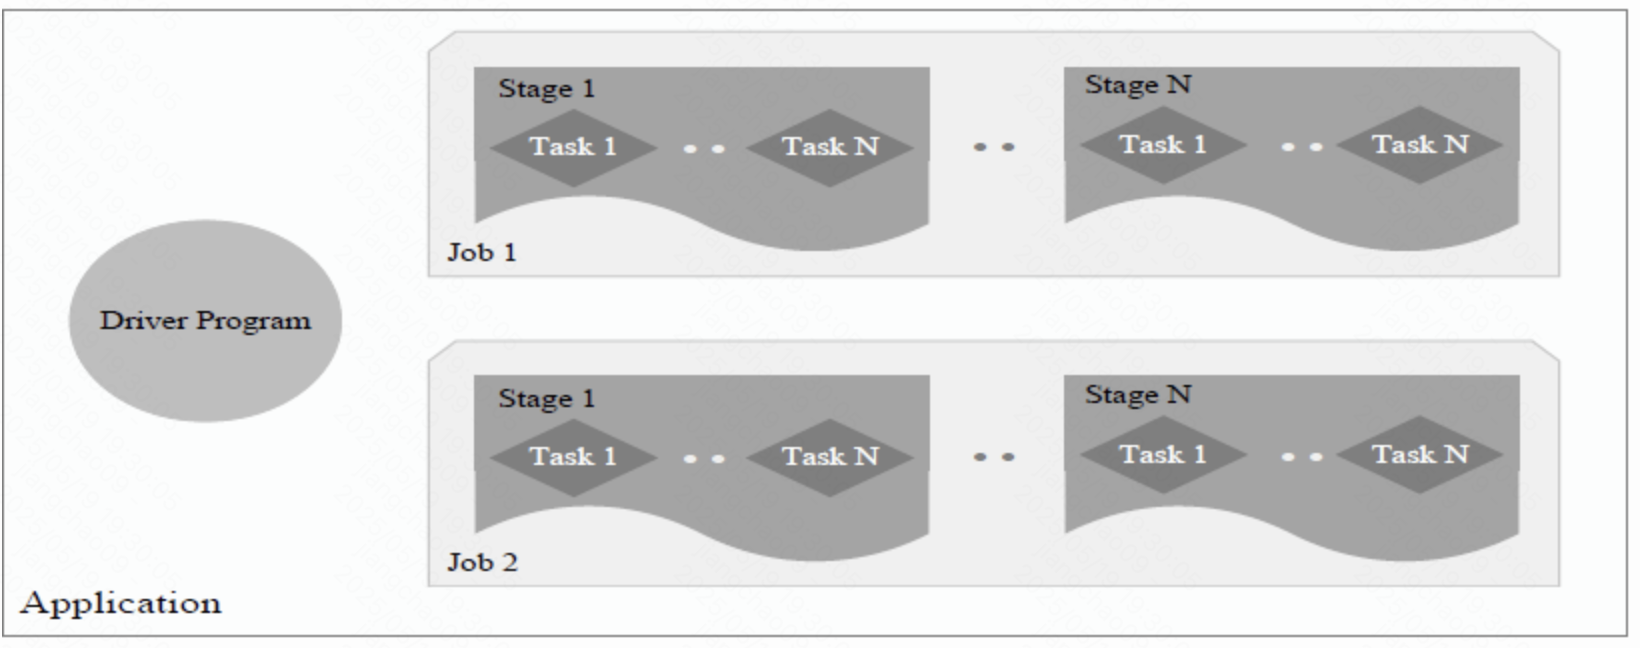 Stage 1
Task 1
Task N
Stage N
Task 1
Task N
Job 1
Driver Program
Stage 1
Task 1
Task N
Stage N
Task 1
Task N
Job 2
Application